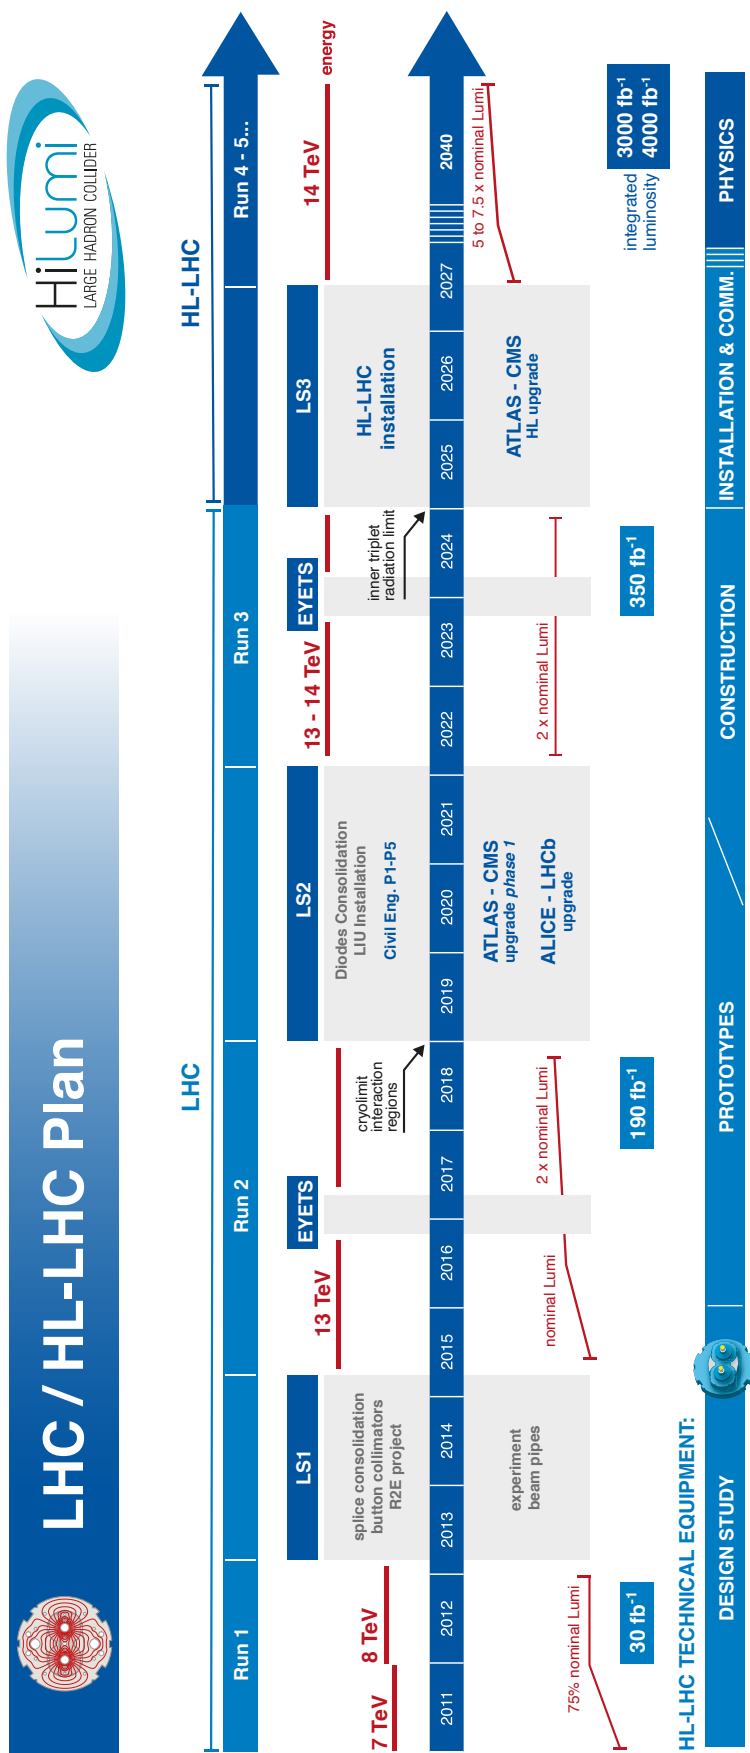 LHC / HL-LHC Plan
HiLumi
LARGE HADRON COLLIDER
LHC
HL-LHC
Run 1
Run 2
Run 3
Run 4 - 5...
LS1
EYETS
LS2
EYETS
LS3
energy
7 TeV
8 TeV
13 TeV
13 - 14 TeV
14 TeV
splice consolidation
button collimators
R2E project
cryolimit
interaction
regions
Diodes Consolidation
LIU Installation
Civil Eng. P1-P5
inner triplet
radiation limit
HL-LHC
installation
2011
2012
2013
2014
2015
2016
2017
2018
2019
2020
2021
2022
2023
2024
2025
2026
2027
2040
75% nominal Lumi
experiment
beam pipes
nominal Lumi
2 x nominal Lumi
ATLAS - CMS
upgrade phase 1
ALICE - LHCb
upgrade
2 x nominal Lumi
ATLAS - CMS
HL upgrade
5 to 7.5 x nominal Lumi
30 fb-1
190 fb-1
350 fb-1
integrated
luminosity
3000 fb-1
4000 fb-1
HL-LHC TECHNICAL EQUIPMENT:
DESIGN STUDY
PROTOTYPES
CONSTRUCTION
INSTALLATION & COMM.
PHYSICS